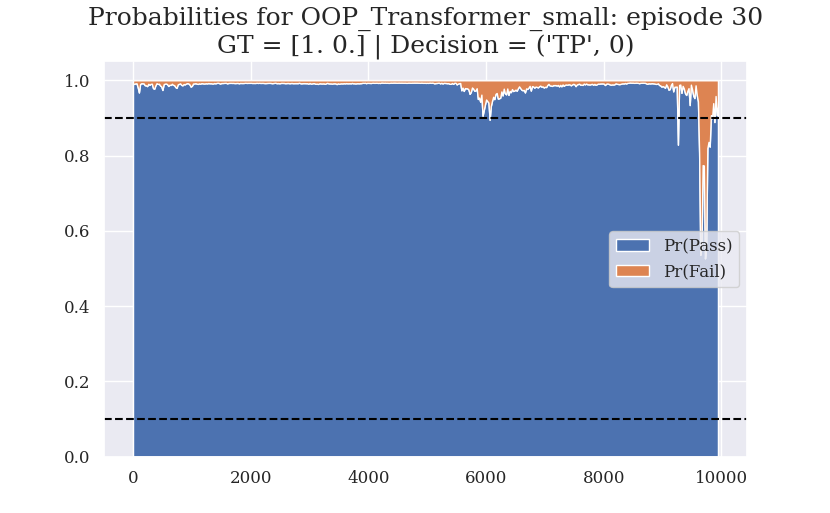 Probabilities for OOP_Transformer_small: episode 30
GT = [1. 0.] | Decision = ('TP', 0)
1.0
0.8
0.6
0.4
0.2
0.0
Pr(Pass)
Pr(Fail)
0 2000 4000 6000 8000 10000